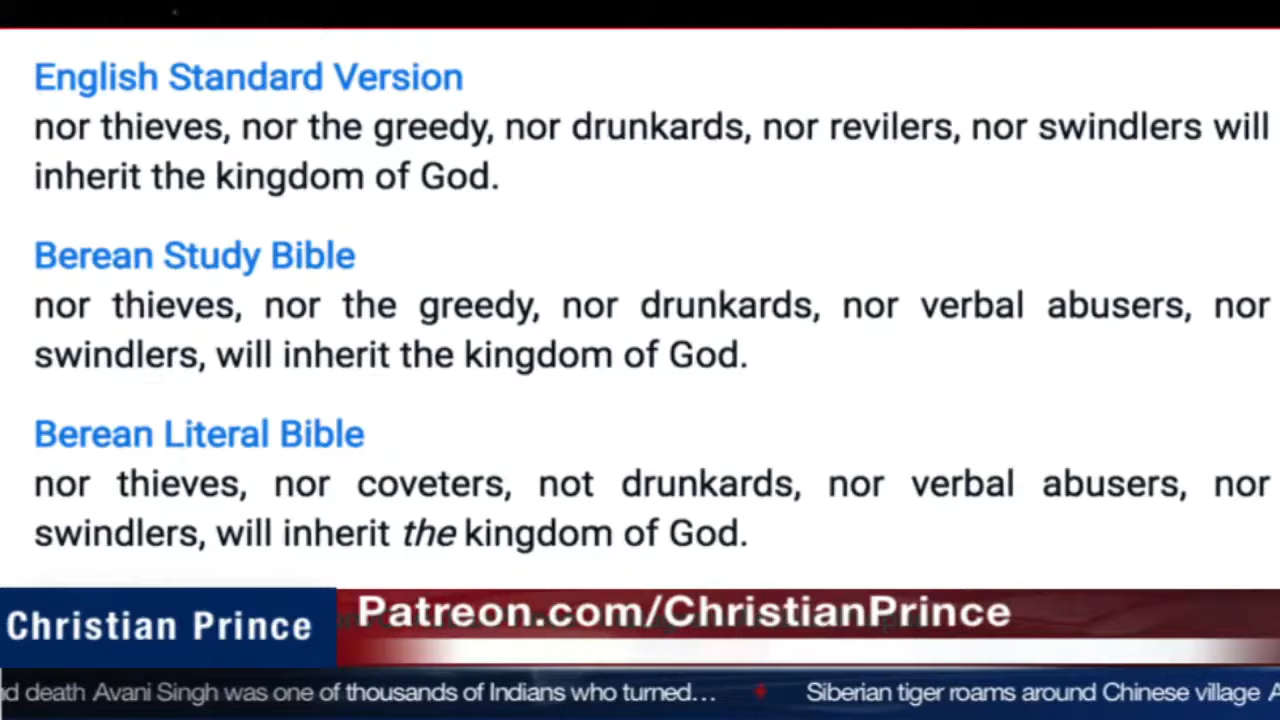 English Standard Version
nor thieves, nor the greedy, nor drunkards, nor revilers, nor swindlers will
inherit the kingdom of God.
Berean Study Bible
nor thieves, nor the greedy, nor drunkards, nor verbal abusers, nor
swindlers, will inherit the kingdom of God.
Berean Literal Bible
nor thieves, nor coveters, not drunkards, nor verbal abusers, nor
swindlers, will inherit the kingdom of God.
Christian Prince
Patreon.com/ChristianPrince
death Avani Singh was one of thousands of Indians who turned... Siberian tiger roams around Chinese village